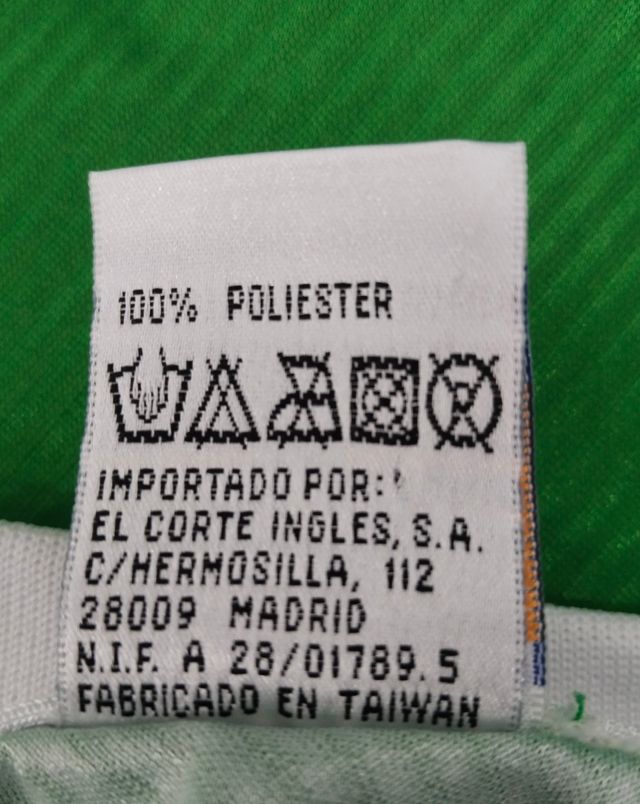 100% POLIESTER
IMPORTADO POR:
EL CORTE INGLES, S.A.
C/HERMOSILLA, 112
28009 MADRID
N.I.F. A 28/01789.5
FABRICADO EN TAIWAN